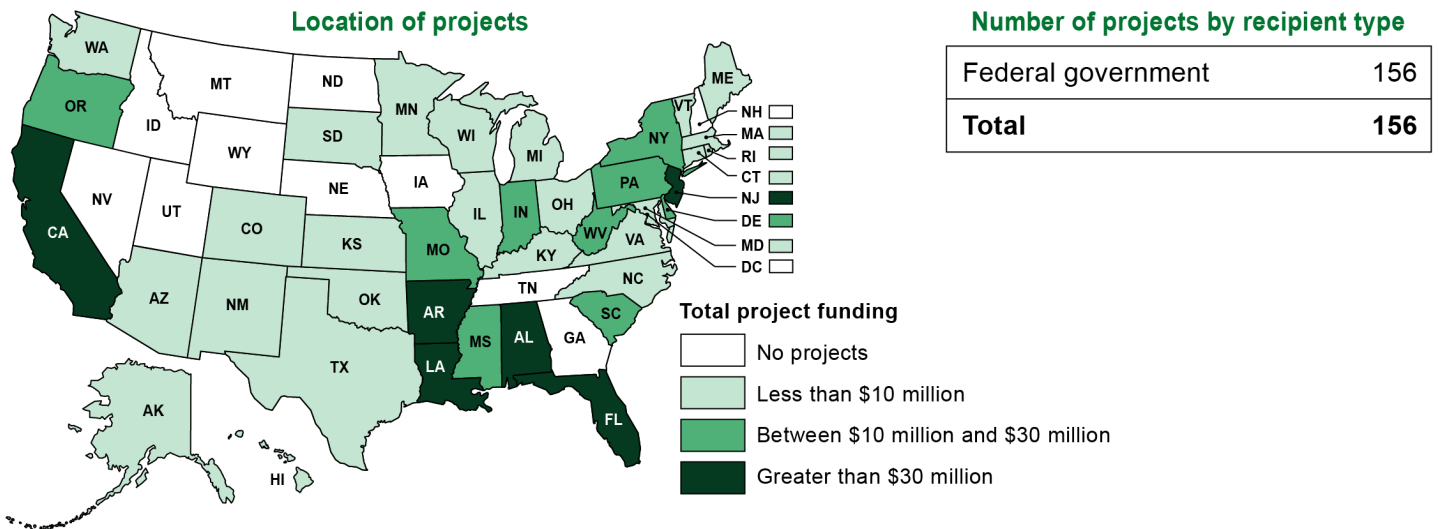 Location of projects
Number of projects by recipient type
Federal government 156
Total 156
WA
MT
ND
MN
ME
VT
NH
OR
ID
SD
WI
MI
NY
MA
RI
CT
WY
IA
PA
NJ
NV
UT
NE
IL
IN
OH
DE
CA
CO
KS
MO
WV
VA
MD
KY
DC
AZ
NM
OK
TN
NC
AR
SC
MS
AL
GA
LA
TX
FL
AK
HI
Total project funding
No projects
Less than $10 million
Between $10 million and $30 million
Greater than $30 million